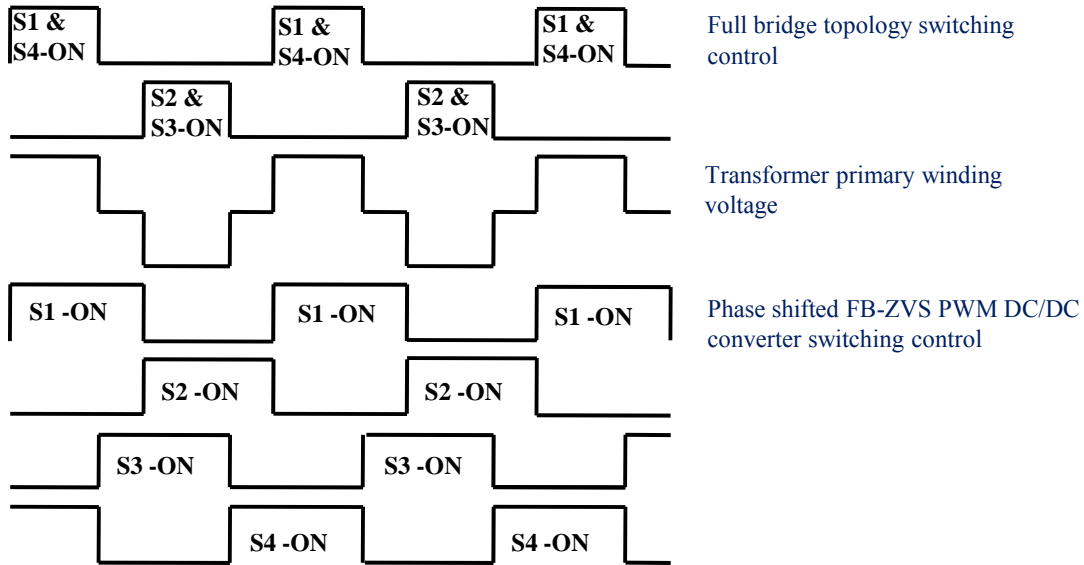 S1 &
S4-ON
S1 &
S4-ON
S1 &
S4-ON
Full bridge topology switching
control
S2 &
S3-ON
S2 &
S3-ON
Transformer primary winding
voltage
S1 -ON
S1 -ON
S1 -ON
Phase shifted FB-ZVS PWM DC/DC
converter switching control
S2 -ON
S2 -ON
S3 -ON
S3 -ON
S4 -ON
S4 -ON